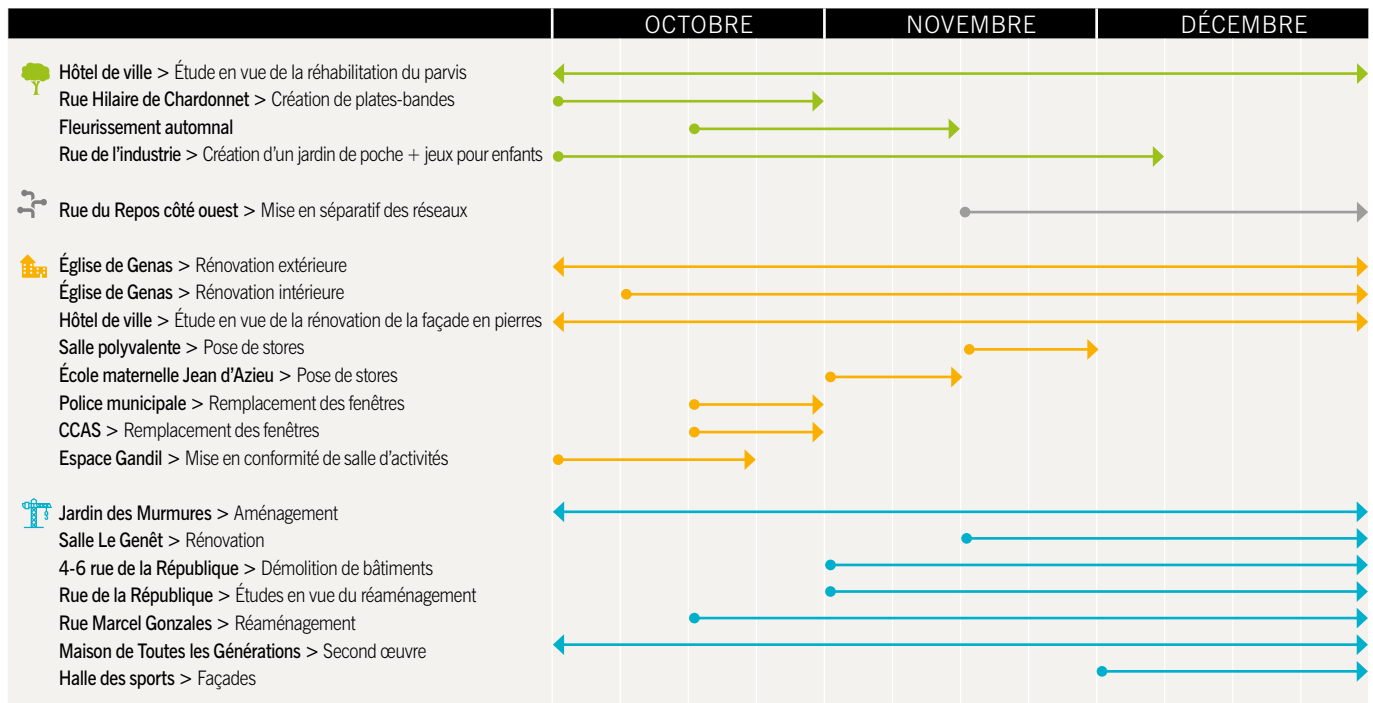 OCTOBRE NOVEMBRE DÉCEMBRE
Hôtel de ville > Étude en vue de la réhabilitation du parvis
Rue Hilaire de Chardonnet > Création de plates-bandes
Fleurissement automnal
Rue de l'industrie > Création d'un jardin de poche + jeux pour enfants
Rue du Repos côté ouest > Mise en séparatif des réseaux
Église de Genas > Rénovation extérieure
Église de Genas > Rénovation intérieure
Hôtel de ville > Étude en vue de la rénovation de la façade en pierres
Salle polyvalente > Pose de stores
École maternelle Jean d'Azieu > Pose de stores
Police municipale > Remplacement des fenêtres
CCAS > Remplacement des fenêtres
Espace Gandil > Mise en conformité de salle d'activités
Jardin des Murmures > Aménagement
Salle Le Genêt > Rénovation
4-6 rue de la République > Démolition de bâtiments
Rue de la République > Études en vue du réaménagement
Rue Marcel Gonzales > Réaménagement
Maison de Toutes les Générations > Second œuvre
Halle des sports > Façades